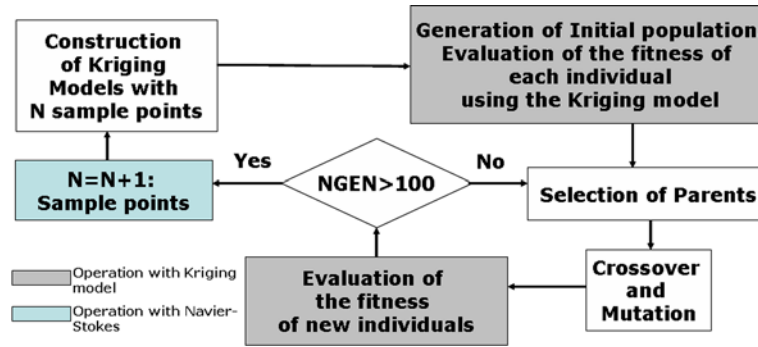 Construction
of Kriging
Models with
N sample points
Generation of Initial population
Evaluation of the fitness of
each individual
using the Kriging model
Yes
NGEN>100
No
N=N+1:
Sample points
Selection of Parents
Operation with Kriging
model
Operation with Navier-
Stokes
Evaluation of
the fitness
of new individuals
Crossover
and
Mutation